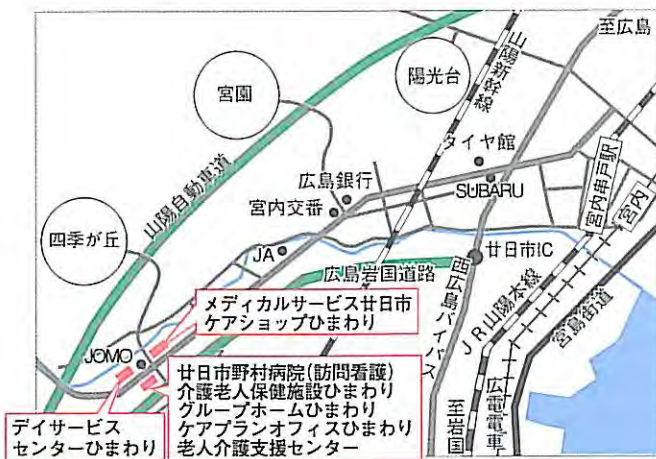 至広島
陽光台
山陽新幹線
宮園
タイヤ館
SUBARU
宮内串戸駅
宮内
広島銀行
宮内交番
山陽自動車道
四季が丘
JA
広島岩国道路
廿日市IC
西広島バイパス
JR山陽本線
宮島街道
メディカルサービス廿日市
ケアショップひまわり
JOMO
廿日市野村病院(訪問看護)
介護老人保健施設ひまわり
グループホームひまわり
ケアプランオフィスひまわり
老人介護支援センター
デイサービス
センターひまわり
至岩国
広電電車